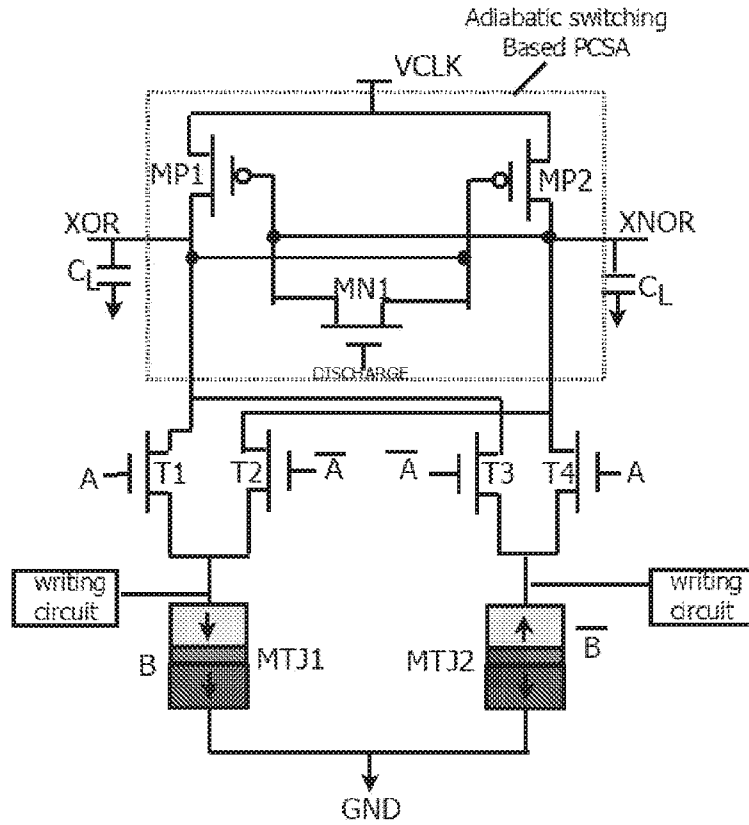 Adiabatic switching
Based PCSA
VCLK
MP1
MP2
XOR
XNOR
CL
MN1
CL
DISCHARGE
A
T1
T2
A̅
A̅
T3
T4
A
writing
circuit
writing
circuit
B
MTJ1
MTJ2
B̅
GND